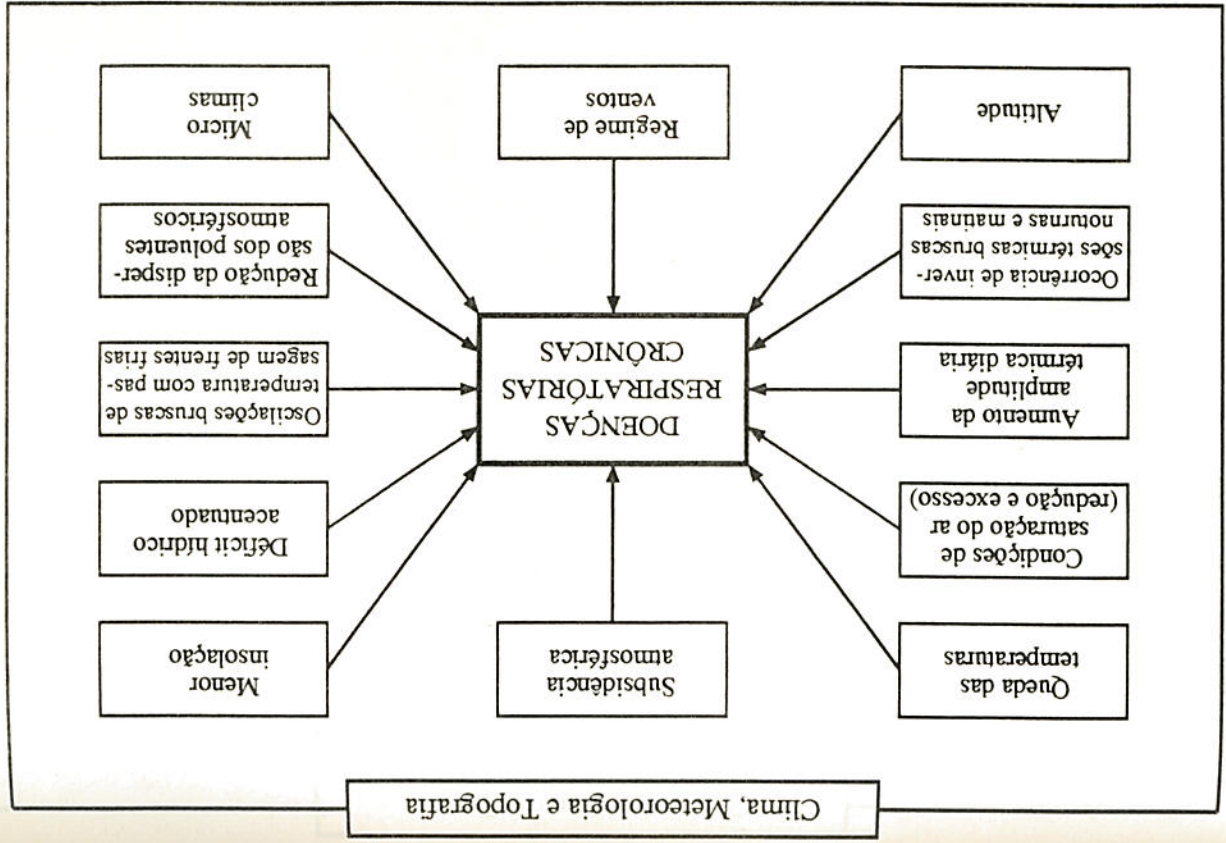 Clima, Meteorologia e Topografia
Queda das
temperaturas
Subsidência
atmosférica
Menor
insolação
Condições de
saturação do ar
(redução e excesso)
Déficit hídrico
acentuado
Aumento da
amplitude
térmica diária
DOENÇAS
RESPIRATÓRIAS
CRÔNICAS
Oscilações bruscas de
temperatura com pas-
sagem de frentes frias
Ocorrência de inver-
sões térmicas bruscas
noturnas e matinais
Redução da disper-
são dos poluentes
atmosféricos
Altitude
Regime de
ventos
Micro
climas